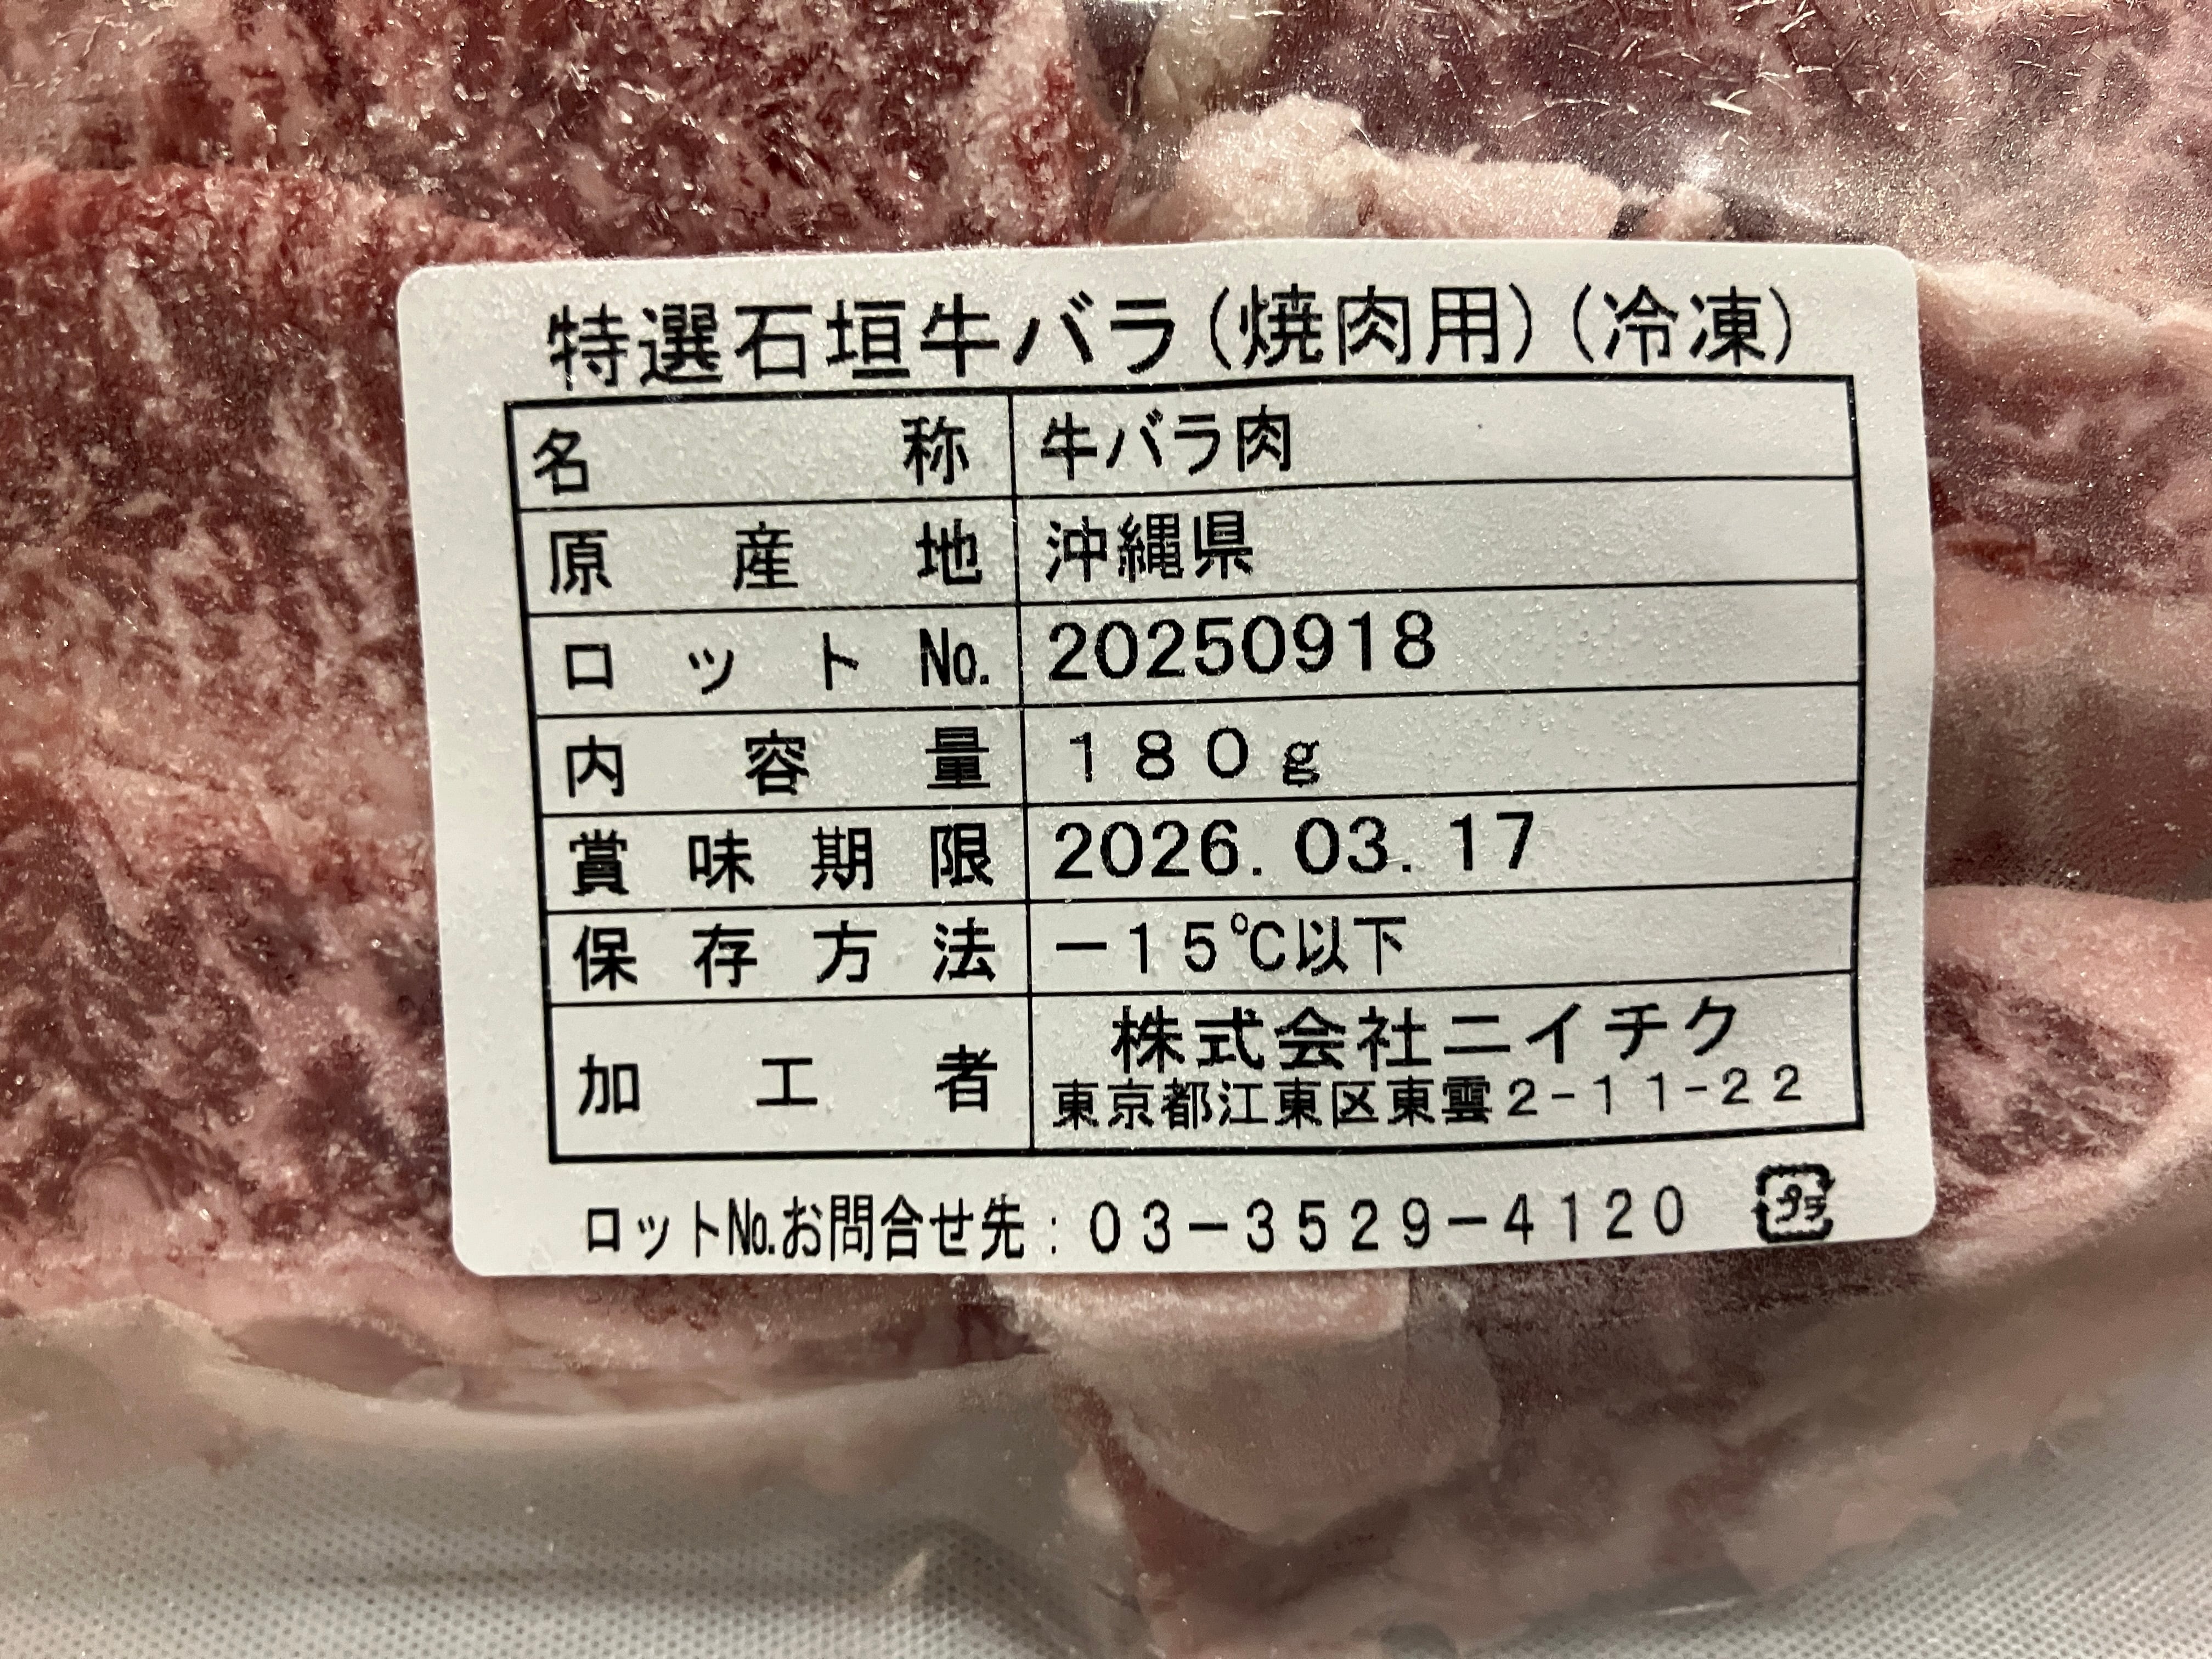 特選石垣牛バラ(焼肉用)(冷凍)
名称 牛バラ肉
原産地 沖縄県
ロットNo. 20250918
内容量 180g
賞味期限 2026.03.17
保存方法 -15℃以下
加工者 株式会社ニイチク
東京都江東区東雲2-11-22
ロットNo.お問合せ先:03-3529-4120
プラ